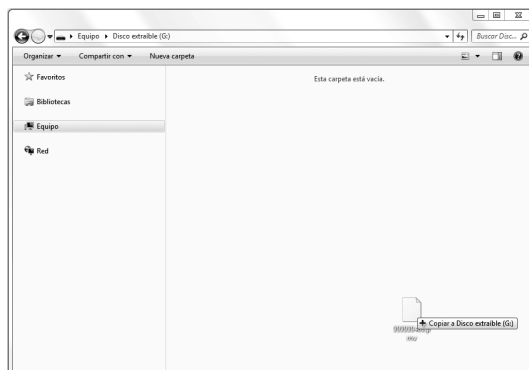 Equipo ▸ Disco extraíble (G:)
Buscar Disc...
Organizar ▾ Compartir con ▾ Nueva carpeta
Favoritos
Esta carpeta está vacía.
Bibliotecas
Equipo
Red
Copiar a Disco extraíble (G:)